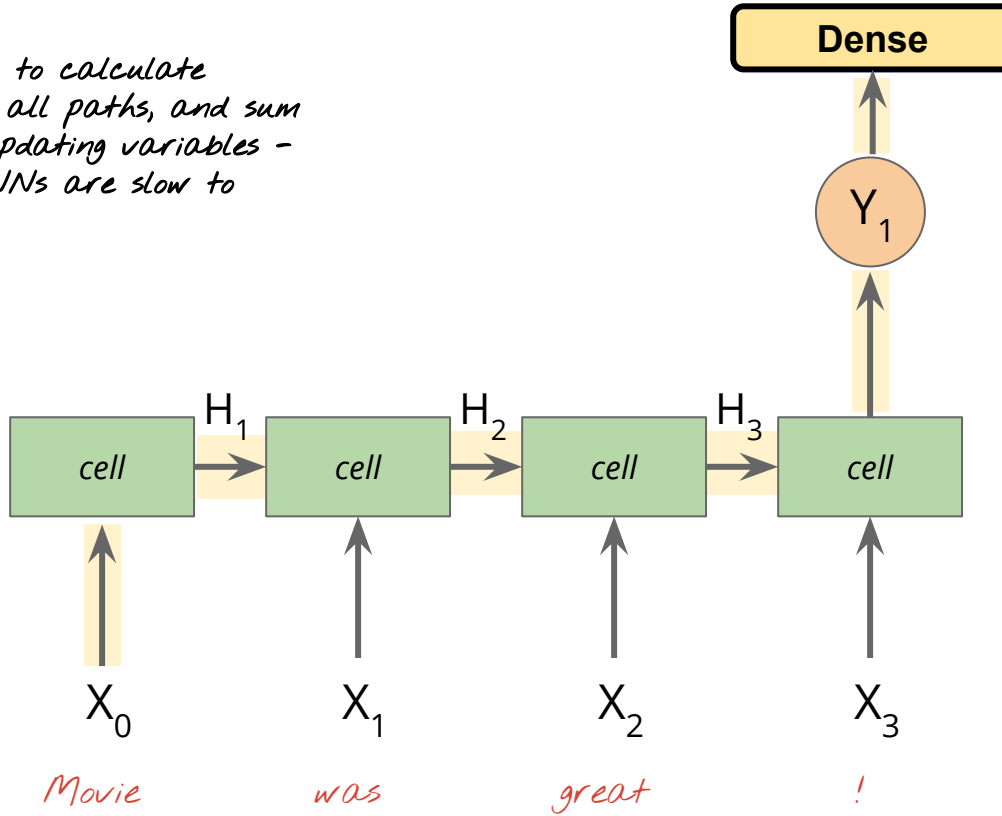 Dense
to calculate
all paths, and sum
pdating variables -
NNs are slow to
Y1
H1 H2 H3
cell cell cell cell
X0 X1 X2 X3
Movie was great !